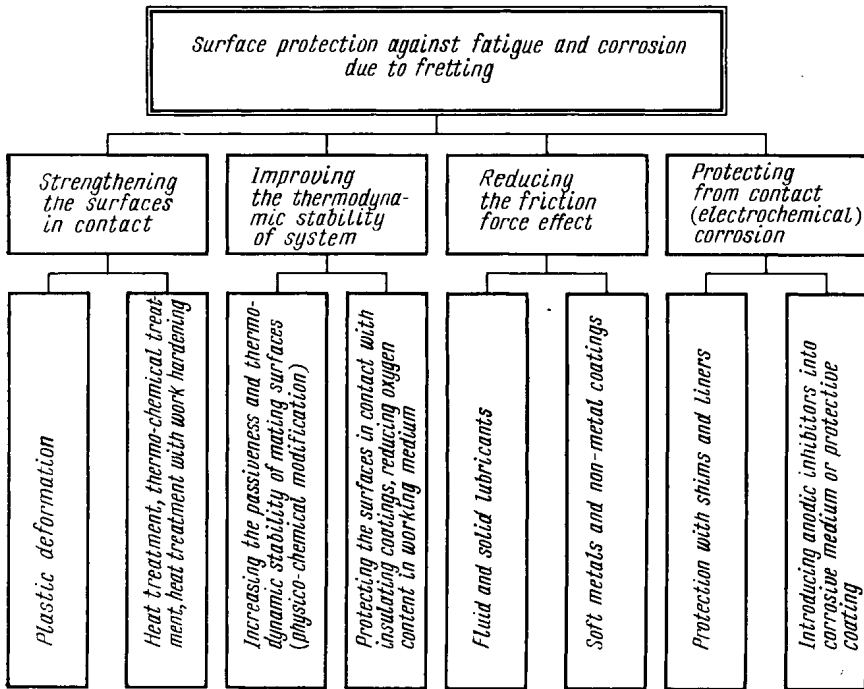 Surface protection against fatigue and corrosion
due to fretting
Strengthening
the surfaces
in contact
Improving
the thermodyna-
mic stability
of system
Reducing
the friction
force effect
Protecting
from contact
(electrochemical)
corrosion
Plastic deformation
Heat treatment, thermo-chemical treat-
ment, heat treatment with work hardening
Increasing the passiveness and thermo-
dynamic stability of mating surfaces
(physico-chemical modification)
Protecting the surfaces in contact with
insulating coatings, reducing oxygen
content in working medium
Fluid and solid lubricants
Soft metals and non-metal coatings
Protection with shims and liners
Introducing anodic inhibitors into
corrosive medium or protective
coating